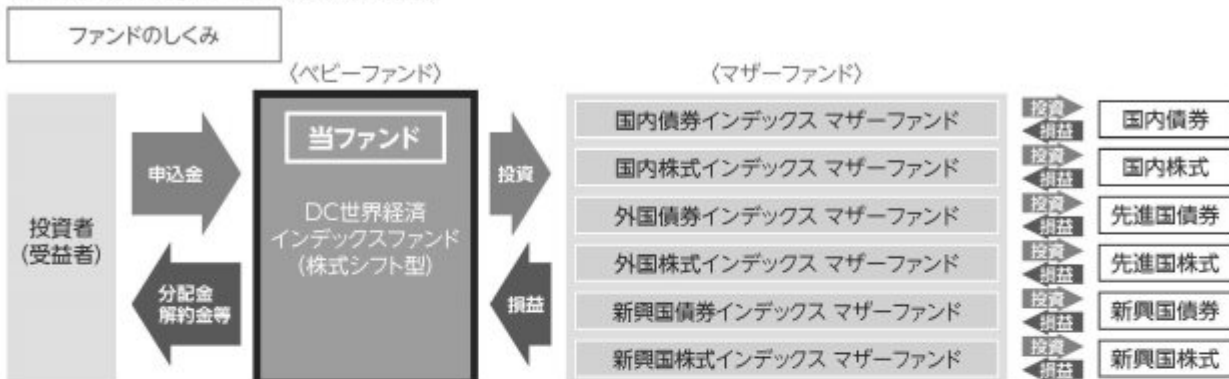 ファンドのしくみ
〈ベビーファンド〉
〈マザーファンド〉
投資者
(受益者)
申込金
分配金
解約金等
当ファンド
DC世界経済
インデックスファンド
(株式シフト型)
投資
損益
国内債券インデックス マザーファンド
投資
損益
国内債券
国内株式インデックス マザーファンド
投資
損益
国内株式
外国債券インデックス マザーファンド
投資
損益
先進国債券
外国株式インデックス マザーファンド
投資
損益
先進国株式
新興国債券インデックス マザーファンド
投資
損益
新興国債券
新興国株式インデックス マザーファンド
投資
損益
新興国株式